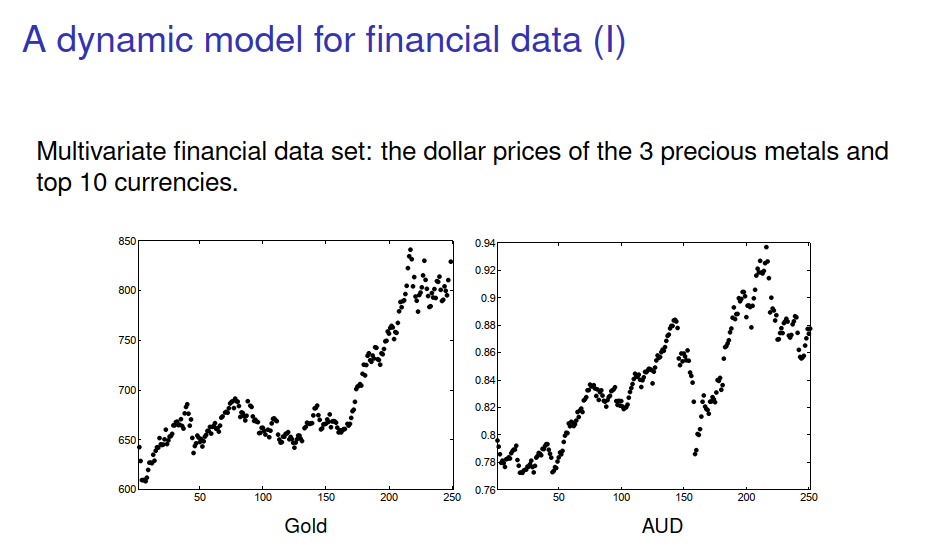 A dynamic model for financial data (I)
Multivariate financial data set: the dollar prices of the 3 precious metals and
top 10 currencies.
850
800
750
700
650
600
50 100 150 200 250
Gold
0.94
0.92
0.9
0.88
0.86
0.84
0.82
0.8
0.78
0.76
50 100 150 200 250
AUD